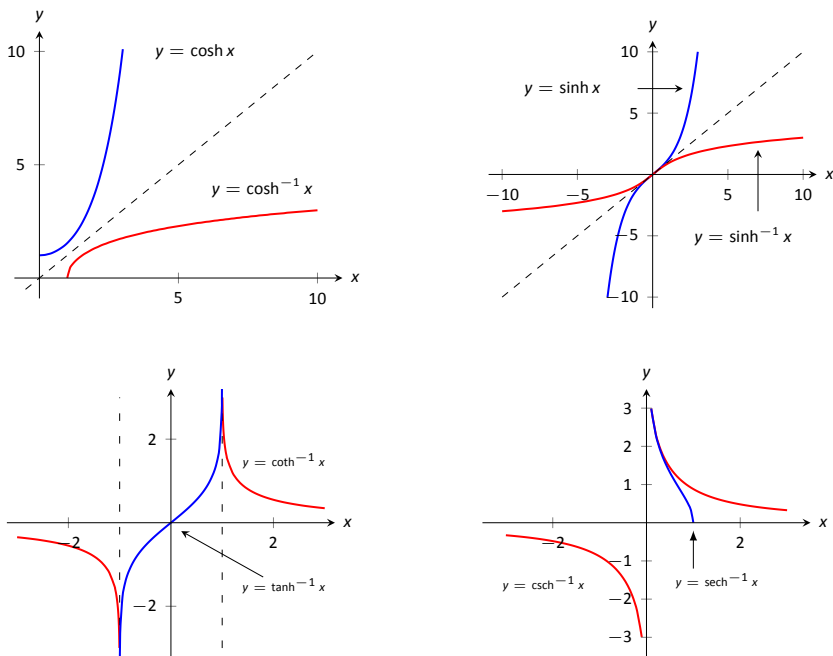 y
10
y = cosh x
5
y = cosh⁻¹ x
x
5
10
y
10
y = sinh x
5
x
−10
−5
5
10
−5
y = sinh⁻¹ x
−10
y
2
y = coth⁻¹ x
x
−2
2
y = tanh⁻¹ x
−2
y
3
2
1
x
−2
2
−1
y = csch⁻¹ x
y = sech⁻¹ x
−2
−3